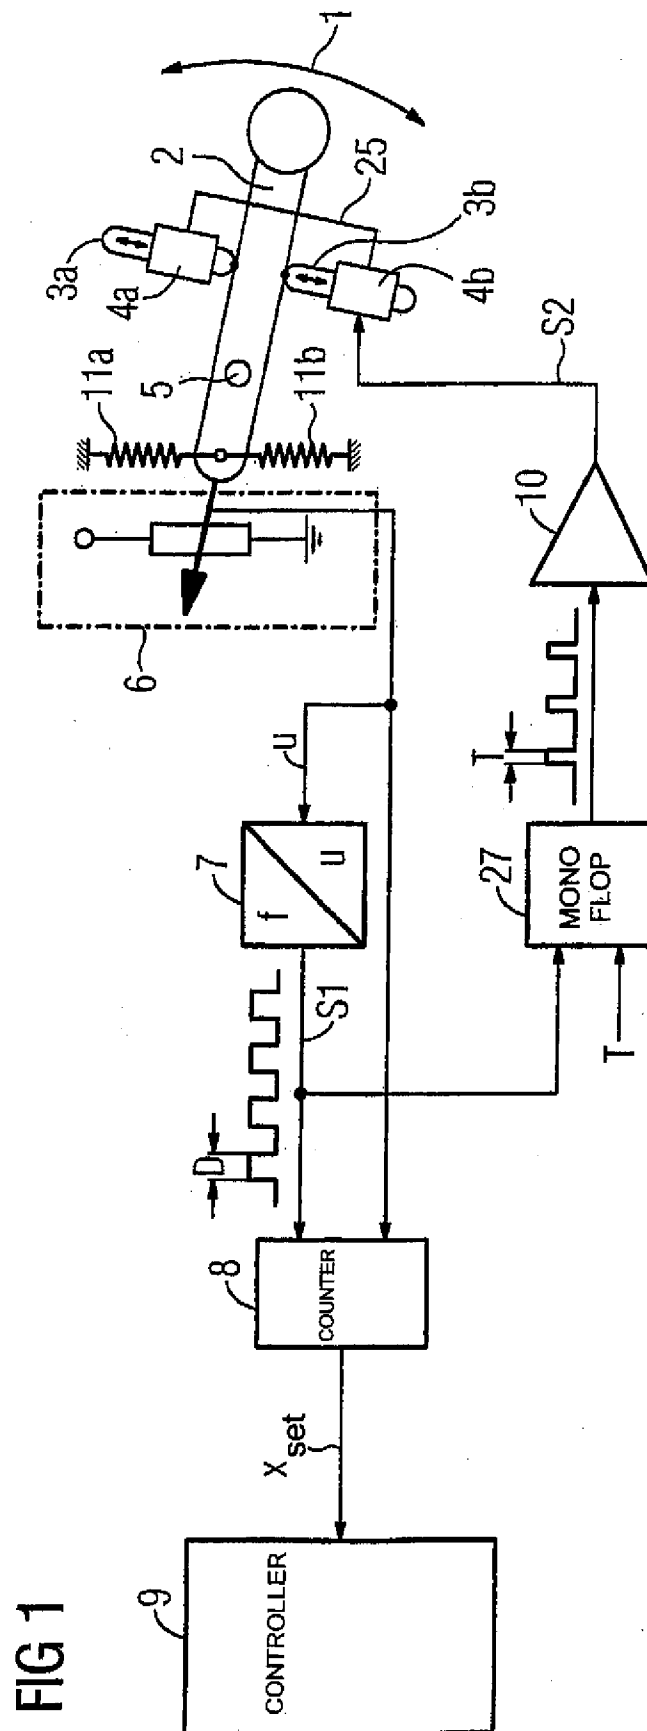 FIG 1
9
CONTROLLER
X set
8
COUNTER
D
S1
7
f
u
u
6
11a
11b
5
4a
3a
2
25
3b
4b
1
S2
10
T
27
MONO
FLOP
T